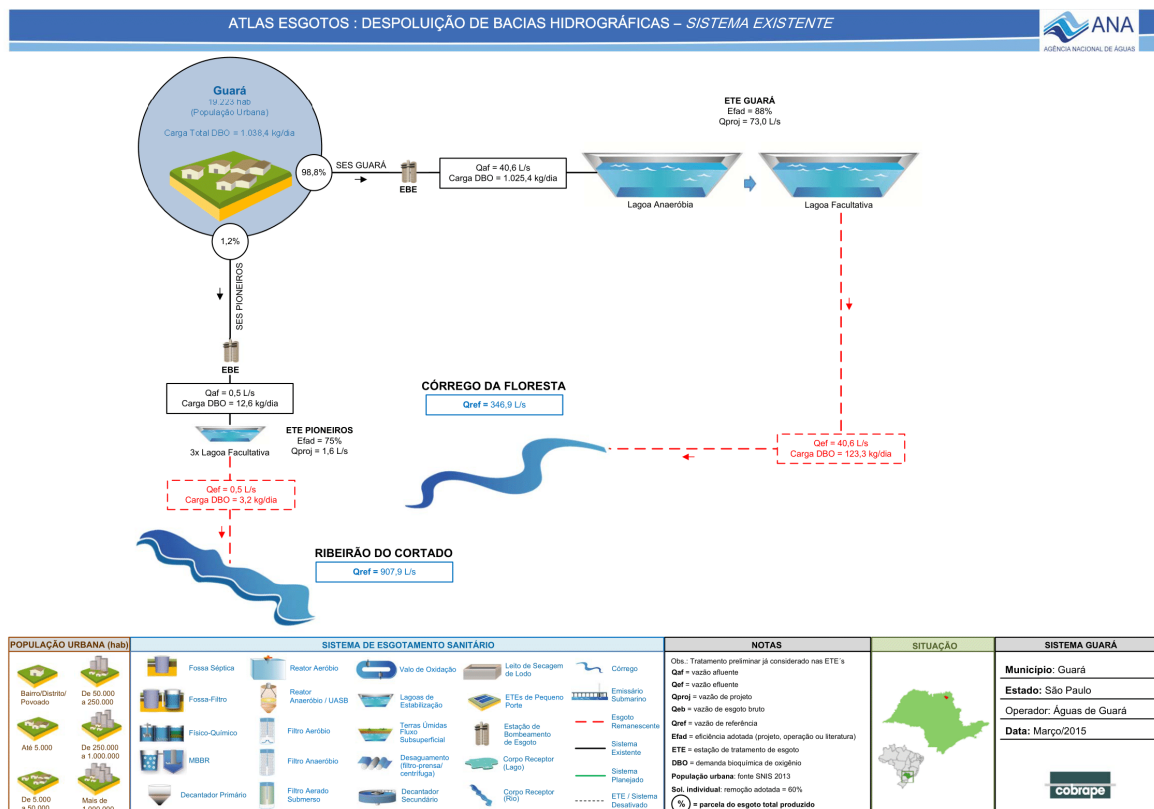 ATLAS ESGOTOS : DESPOLUIÇÃO DE BACIAS HIDROGRÁFICAS – SISTEMA EXISTENTE
ANA
AGÊNCIA NACIONAL DE ÁGUAS
Guará
19.223 hab
(População Urbana)
Carga Total DBO = 1.038,4 kg/dia
98,8%
SES GUARÁ
EBE
Qaf = 40,6 L/s
Carga DBO = 1.025,4 kg/dia
ETE GUARÁ
Efad = 88%
Qproj = 73,0 L/s
Lagoa Anaeróbia
Lagoa Facultativa
1,2%
SES PIONEIROS
EBE
Qaf = 0,5 L/s
Carga DBO = 12,6 kg/dia
ETE PIONEIROS
Efad = 75%
Qproj = 1,6 L/s
3x Lagoa Facultativa
Qef = 0,5 L/s
Carga DBO = 3,2 kg/dia
CÓRREGO DA FLORESTA
Qref = 346,9 L/s
Qef = 40,6 L/s
Carga DBO = 123,3 kg/dia
RIBEIRÃO DO CORTADO
Qref = 907,9 L/s
POPULAÇÃO URBANA (hab)
Bairro/Distrito/
Povoado
De 50.000
a 250.000
Até 5.000
De 250.000
a 1.000.000
De 5.000
a 50.000
Mais de
1.000.000
SISTEMA DE ESGOTAMENTO SANITÁRIO
Fossa Séptica
Fossa-Filtro
Físico-Químico
MBBR
Decantador Primário
Reator Aeróbio
Reator
Anaeróbio / UASB
Filtro Aeróbio
Filtro Anaeróbio
Filtro Aerado
Submerso
Valo de Oxidação
Lagoas de
Estabilização
Terras Úmidas
Fluxo
Subsuperficial
Desaguamento
(filtro-prensa/
centrífuga)
Decantador
Secundário
Leito de Secagem
de Lodo
ETEs de Pequeno
Porte
Estação de
Bombeamento
de Esgoto
Corpo Receptor
(Lago)
Corpo Receptor
(Rio)
Córrego
Emissário
Submarino
Esgoto
Remanescente
Sistema
Existente
Sistema
Planejado
ETE / Sistema
Desativado
NOTAS
Obs.: Tratamento preliminar já considerado nas ETE´s
Qaf = vazão afluente
Qef = vazão efluente
Qproj = vazão de projeto
Qeb = vazão de esgoto bruto
Qref = vazão de referência
Efad = eficiência adotada (projeto, operação ou literatura)
ETE = estação de tratamento de esgoto
DBO = demanda bioquímica de oxigênio
População urbana: fonte SNIS 2013
Sol. individual: remoção adotada = 60%
% = parcela do esgoto total produzido
SITUAÇÃO
SISTEMA GUARÁ
Município: Guará
Estado: São Paulo
Operador: Águas de Guará
Data: Março/2015
cobrape